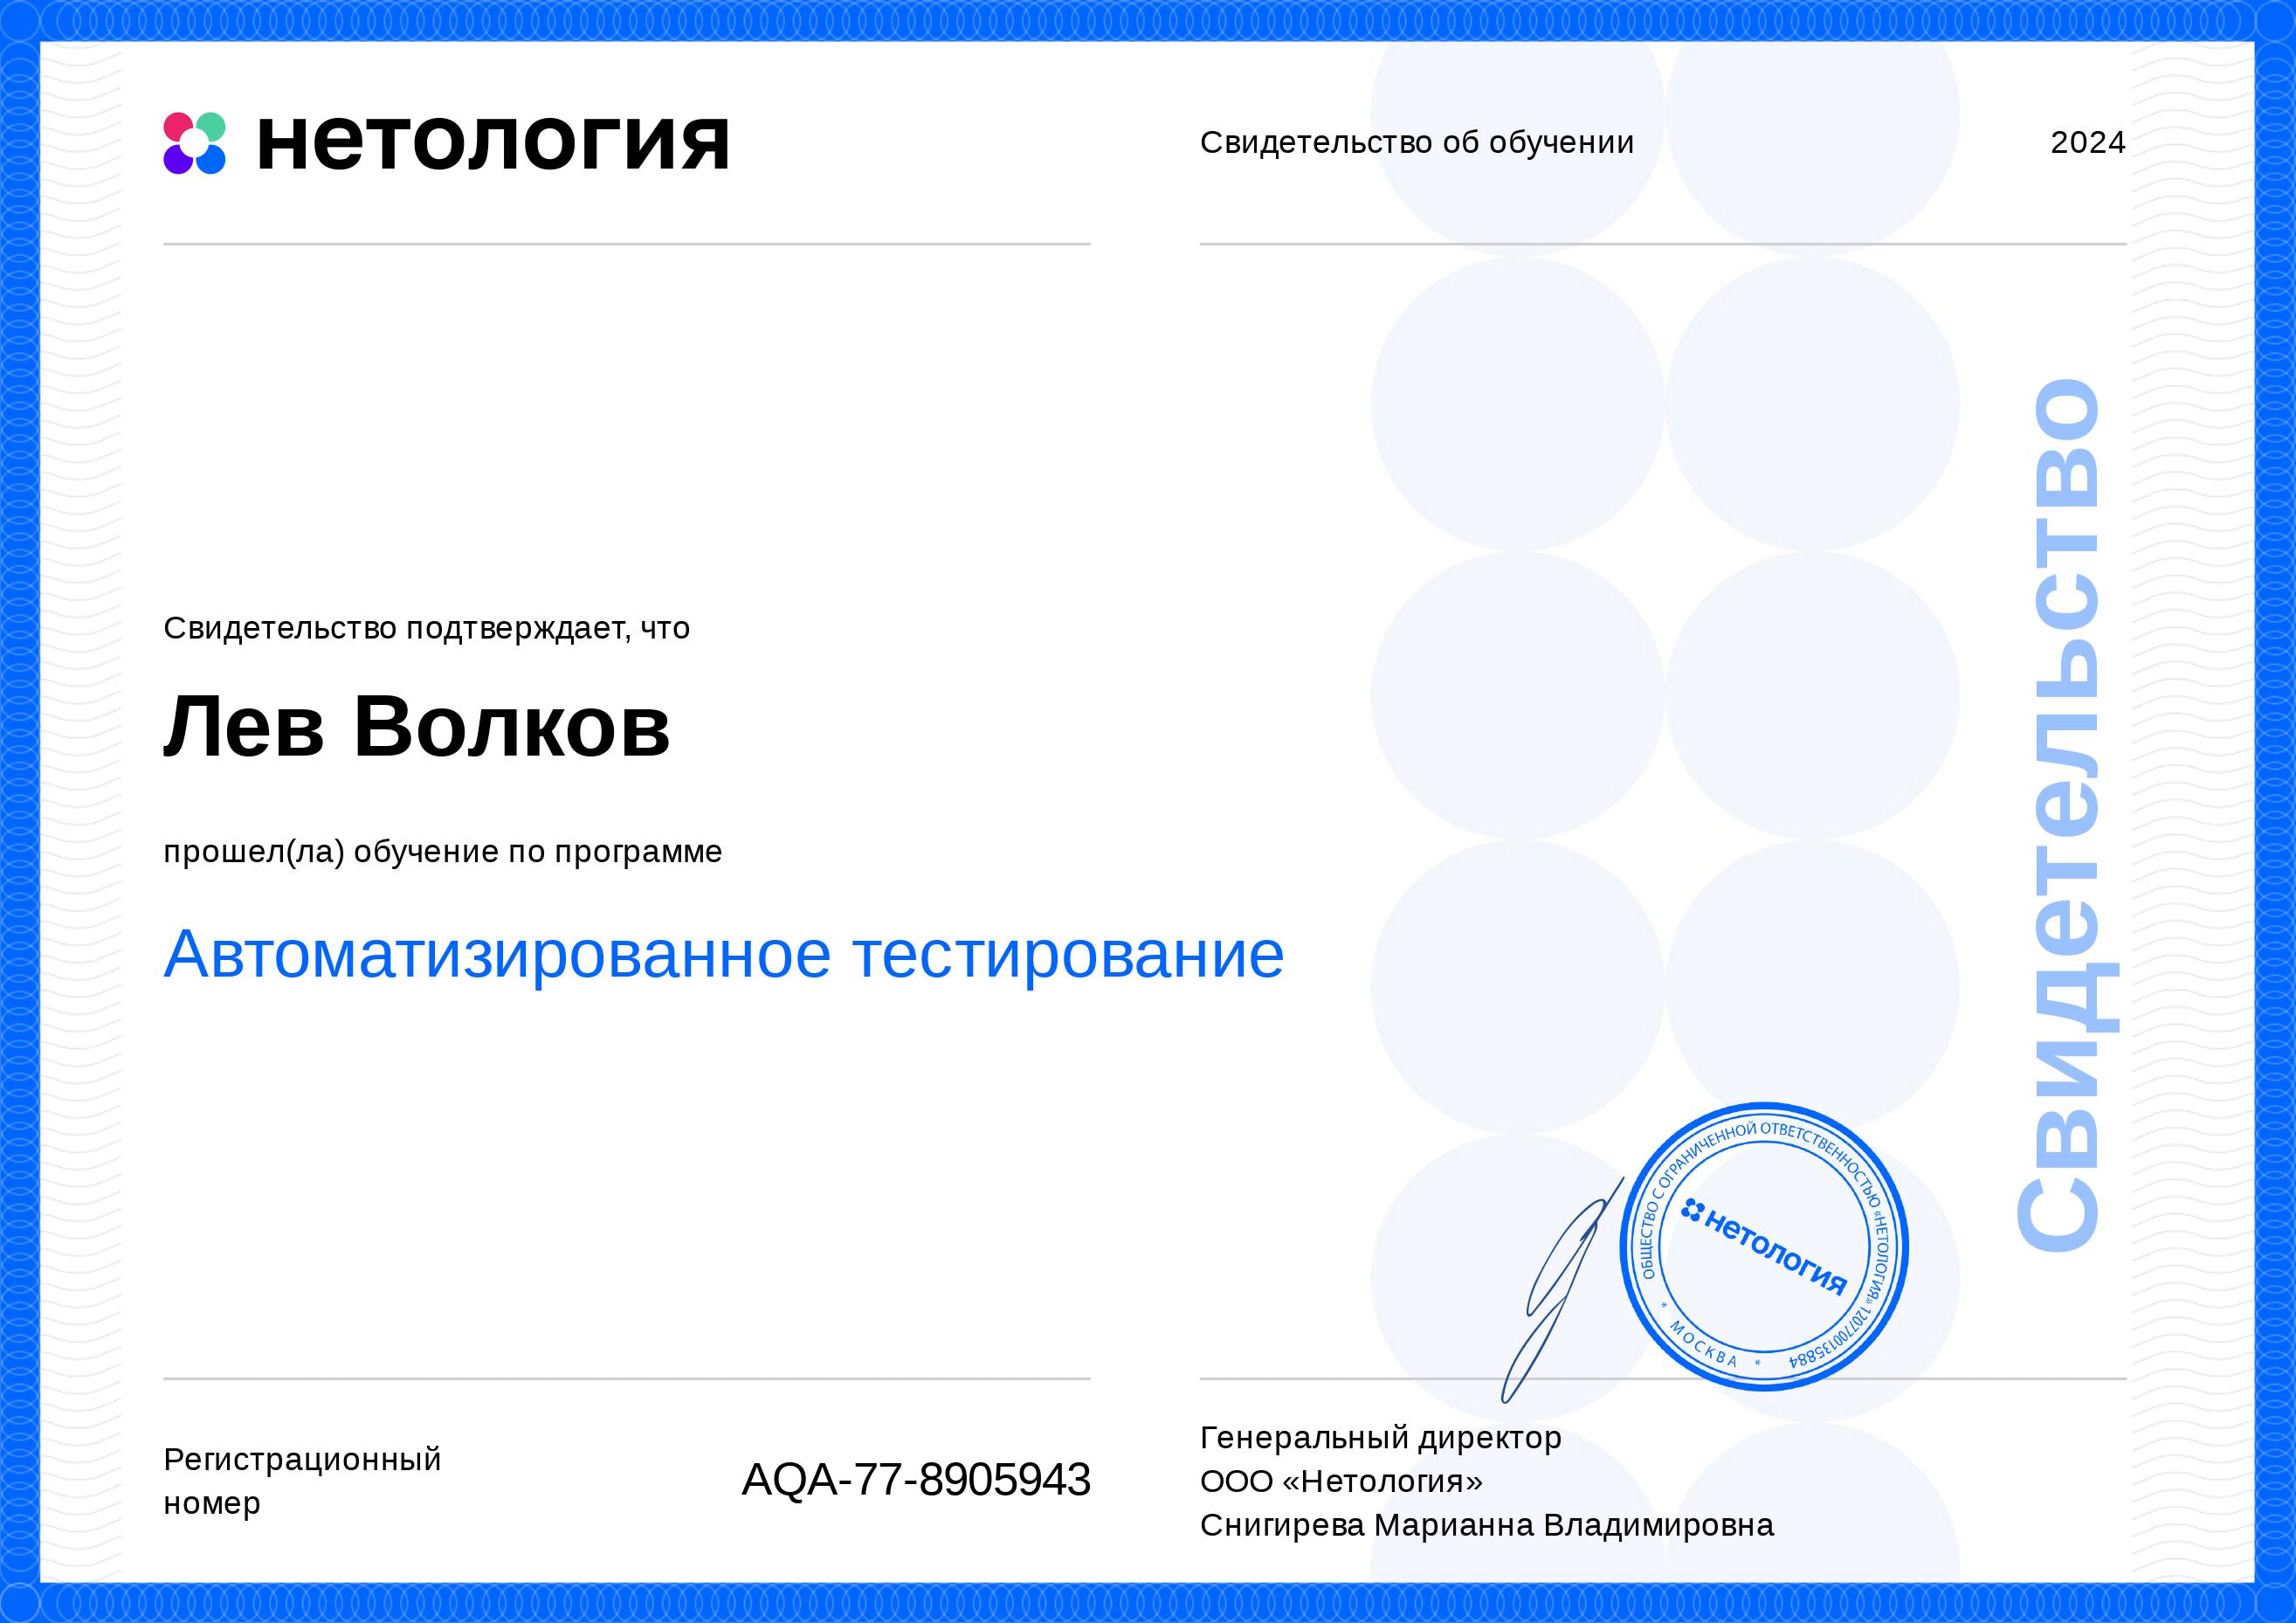 нетология
Свидетельство об обучении
2024
Свидетельство подтверждает, что
Лев Волков
прошел(ла) обучение по программе
Автоматизированное тестирование
Свидетельство
ОБЩЕСТВО С ОГРАНИЧЕННОЙ ОТВЕТСТВЕННОСТЬЮ «НЕТОЛОГИЯ» 1207700135884
* МОСКВА *
нетология
Регистрационный
номер
AQA-77-8905943
Генеральный директор
ООО «Нетология»
Снигирева Марианна Владимировна